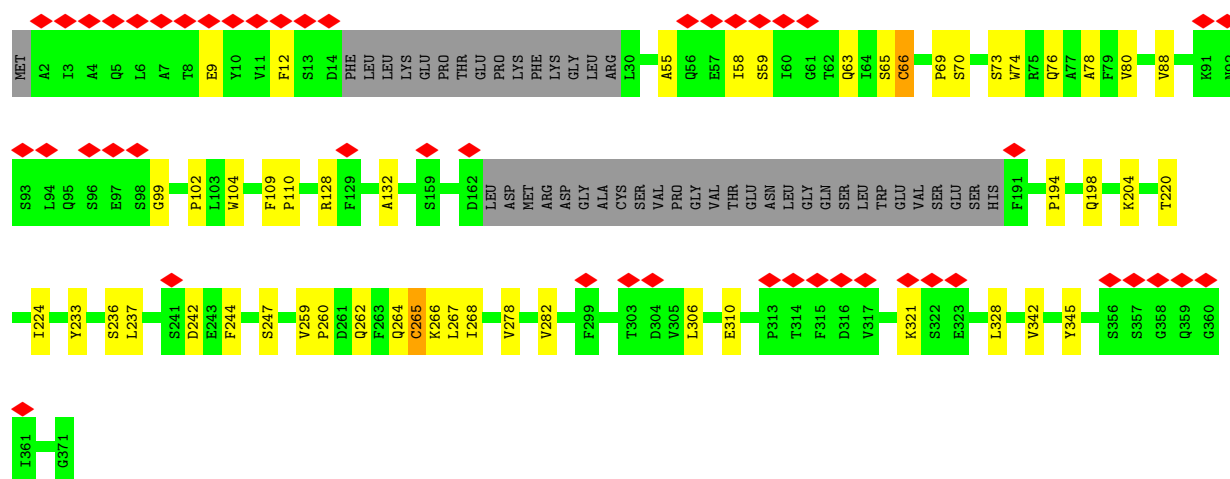 MET A2 I3 A4 Q5 L6 A7 T8 E9 Y10 V11 F12 S13 D14 PHE LEU LEU LYS GLU PRO THR GLU PRO LYS PHE LYS GLY LEU ARG L30 A55 Q56 E57 I58 S59 I60 G61 T62 Q63 I64 S65 C66 P69 S70 S73 W74 R75 Q76 A77 A78 F79 V80 V88 K91 N92
S93 L94 Q95 S96 E97 S98 G99 P102 L103 W104 F109 P110 R128 F129 A132 S159 D162 LEU ASP MET ARG ASP GLY ALA CYS SER VAL PRO GLY VAL THR GLU ASN LEU GLY GLN SER LEU TRP GLU VAL SER GLU SER HIS F191 P194 Q198 K204 T220
I224 Y233 S236 L237 S241 D242 E243 F244 S247 V259 P260 D261 Q262 F263 Q264 C265 K266 L267 I268 V278 V282 F299 T303 D304 V305 L306 E310 P313 T314 F315 D316 V317 K321 S322 E323 L328 V342 Y345 S356 S357 G358 Q359 G360
I361 G371